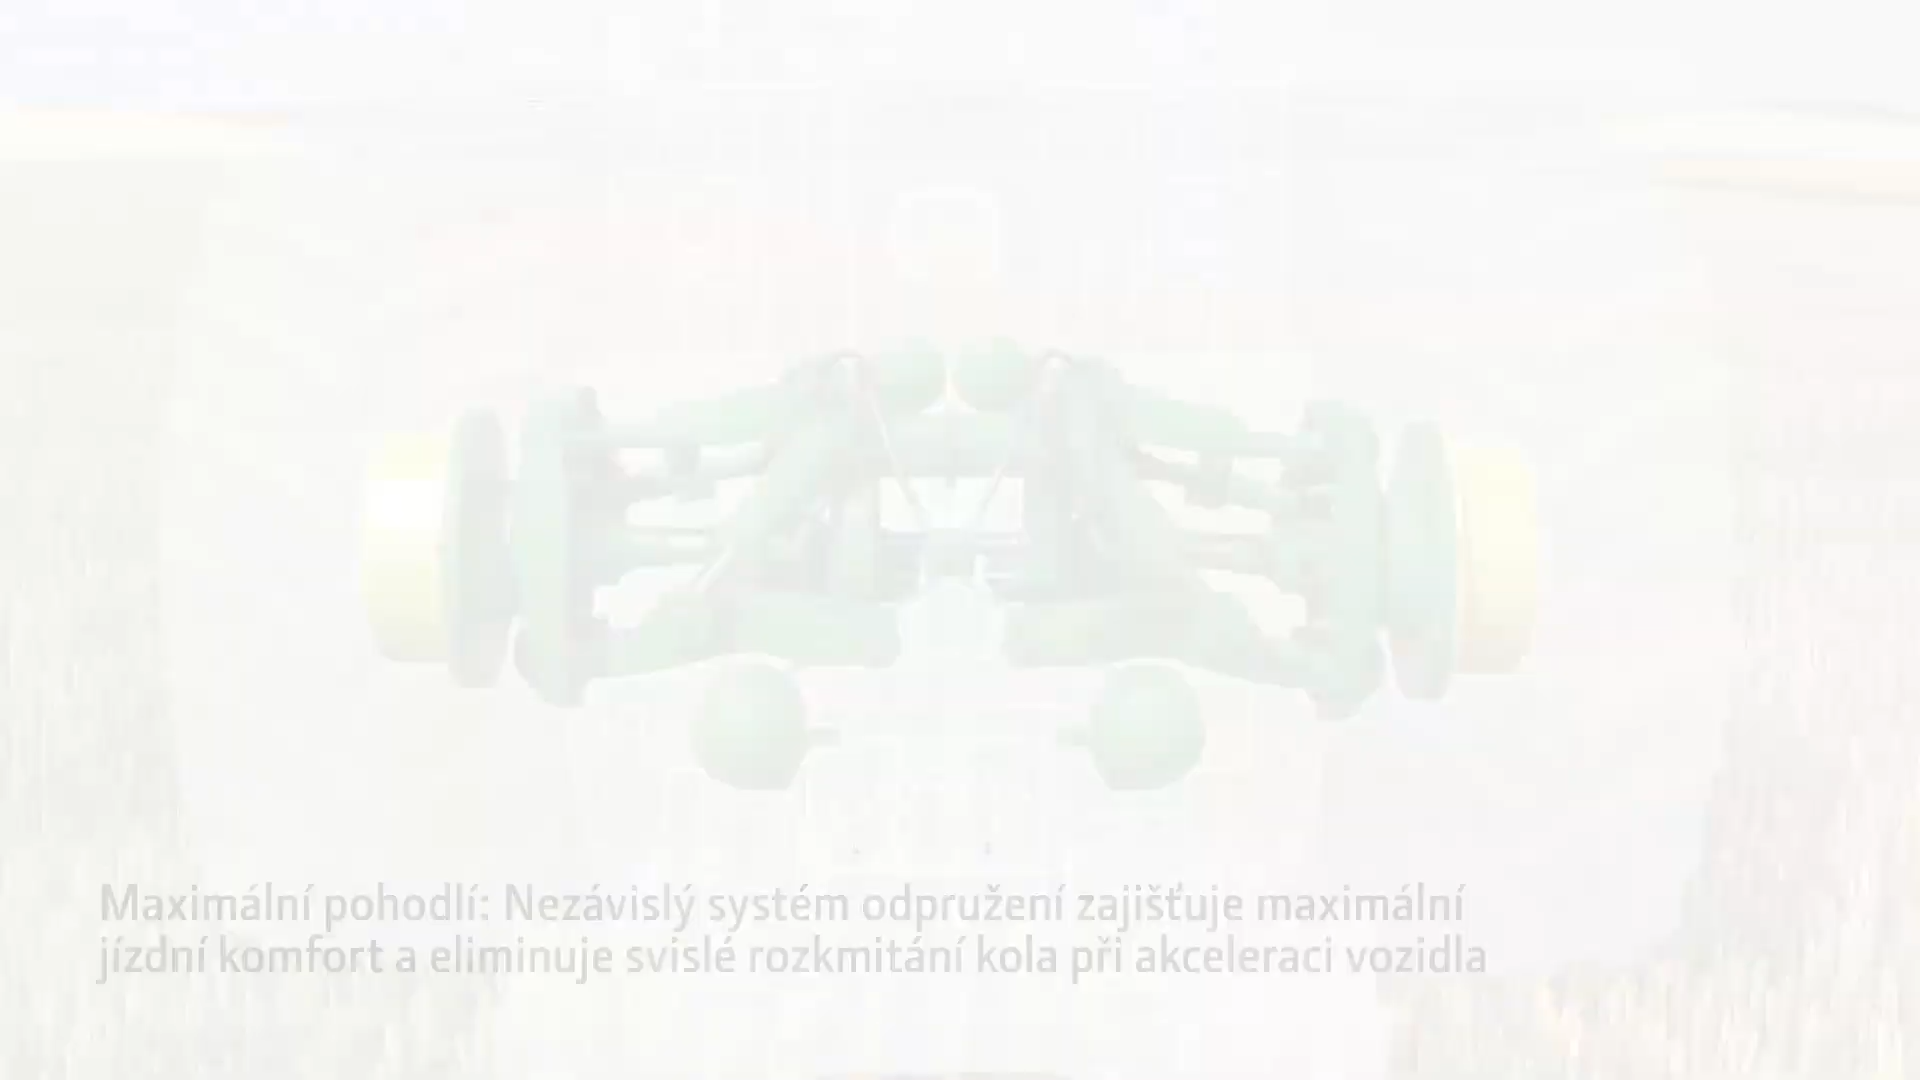 Maximální pohodlí: Nezávislý systém odpružení zajišťuje maximální
jízdní komfort a eliminuje svislé rozkmitání kola při akceleraci vozidla